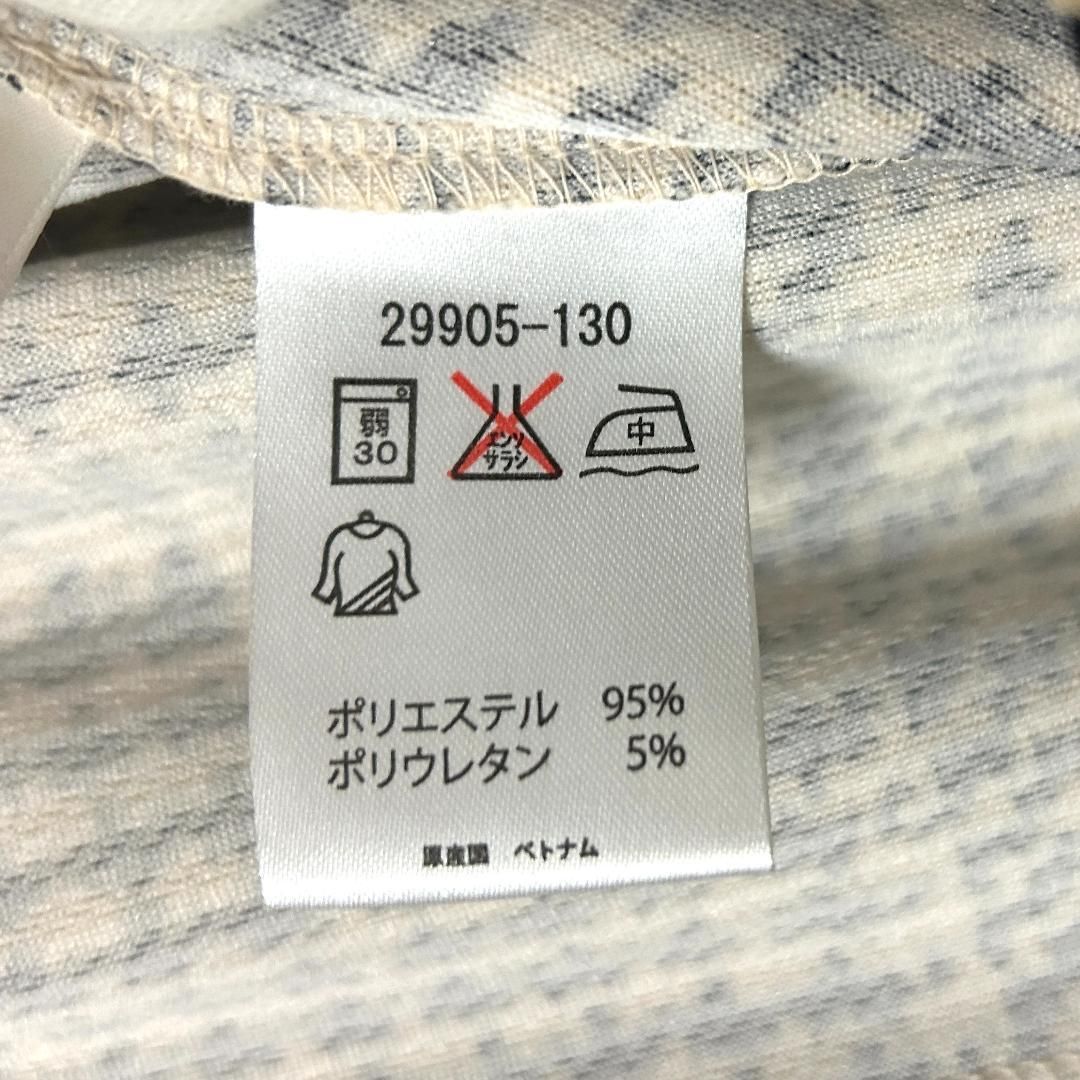 29905-130
弱
30
エンソ
サラシ
中
ポリエステル 95%
ポリウレタン 5%
原産国 ベトナム